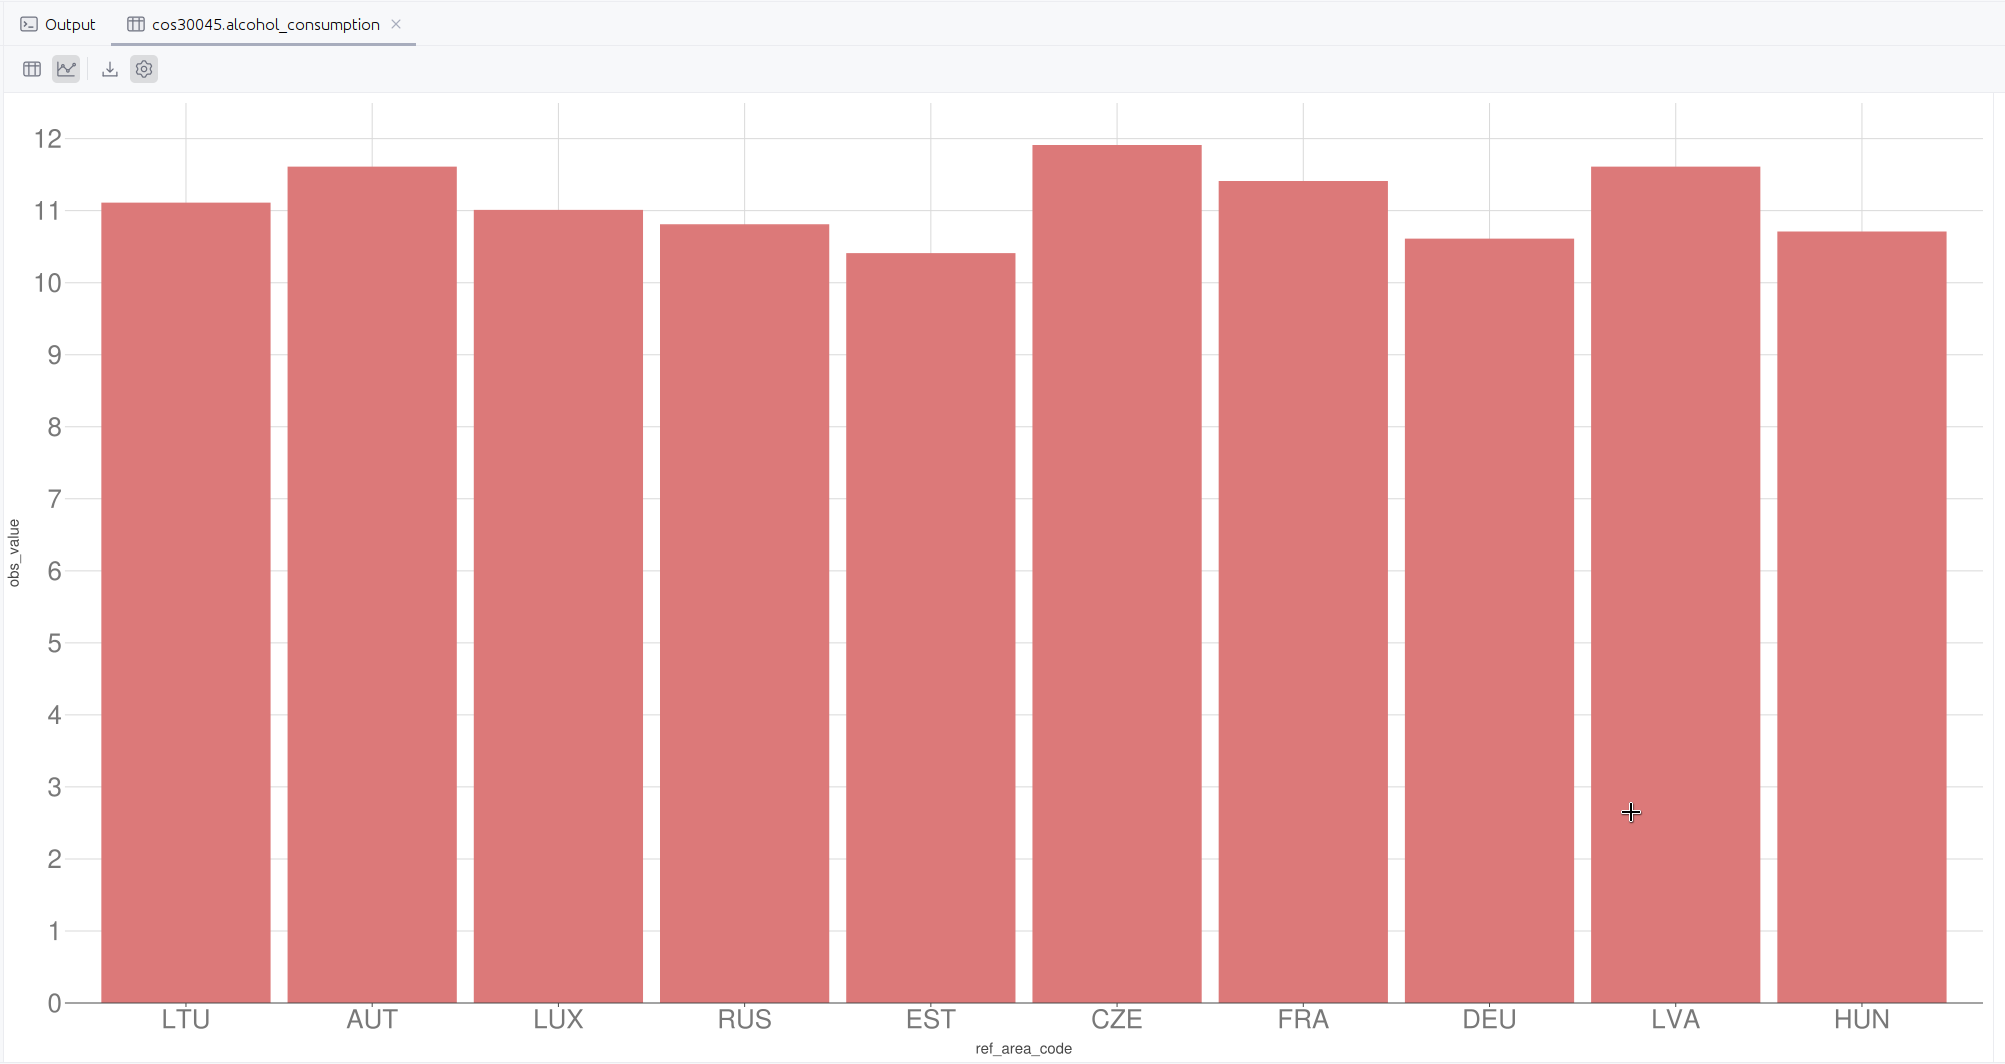 Output
cos30045.alcohol_consumption
12
11
10
9
8
7
6
5
4
3
2
1
0
obs_value
LTU AUT LUX RUS EST CZE FRA DEU LVA HUN
ref_area_code